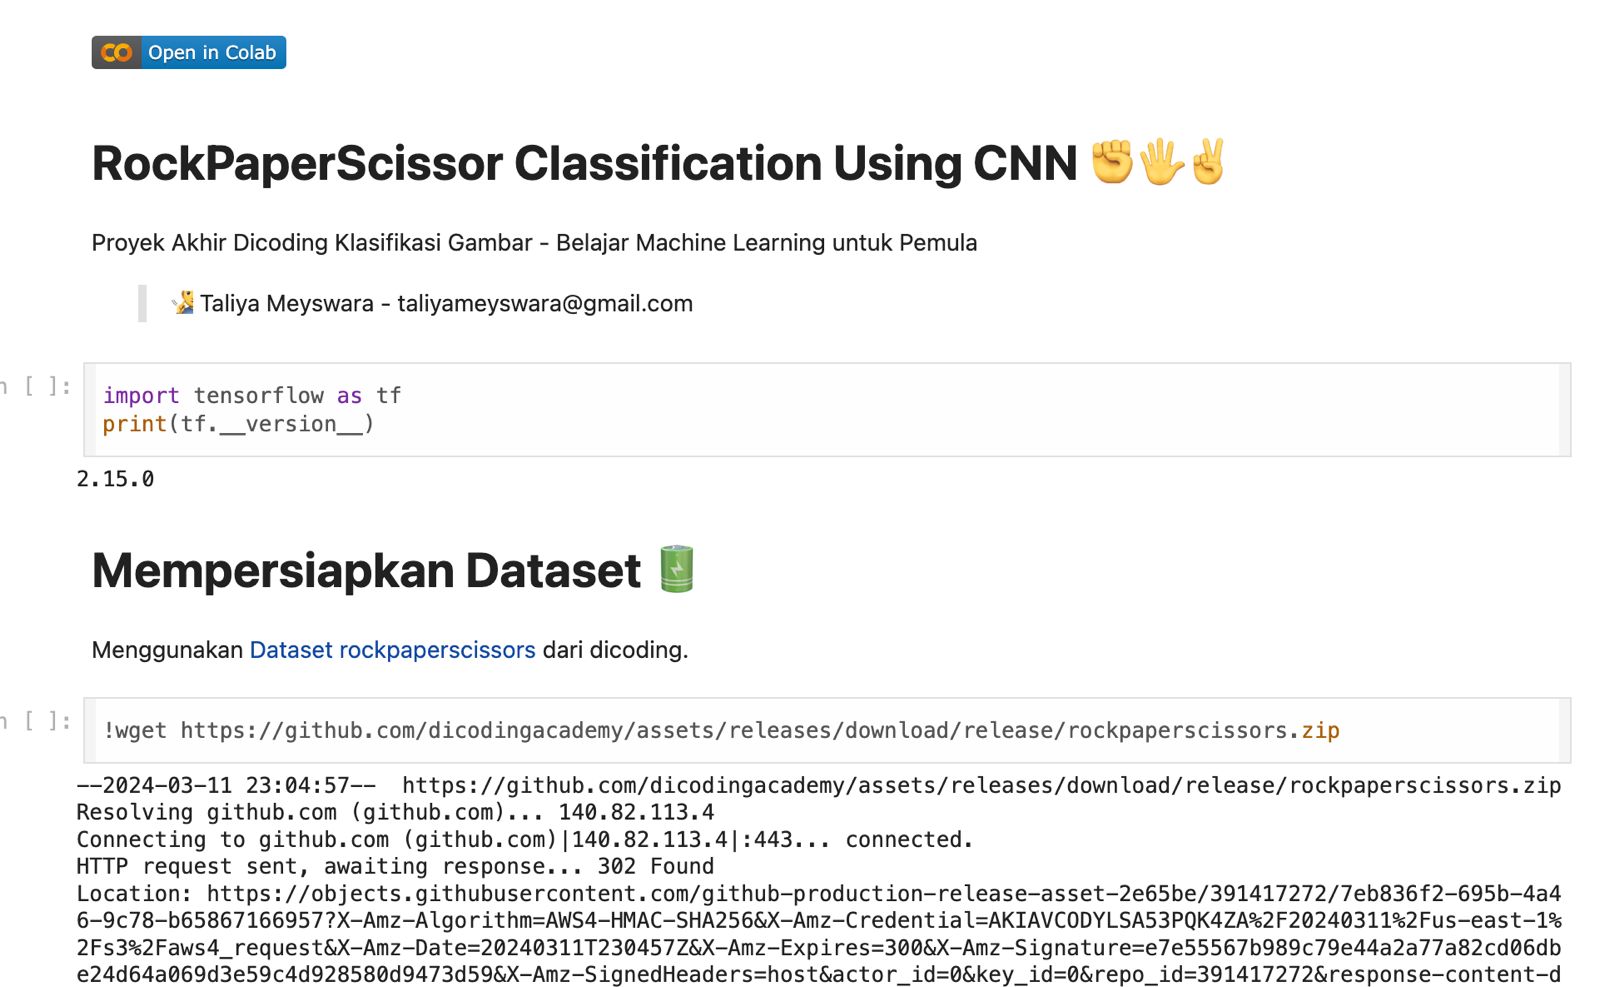 Open in Colab
RockPaperScissor Classification Using CNN ✊🖐✌
Proyek Akhir Dicoding Klasifikasi Gambar - Belajar Machine Learning untuk Pemula
Taliya Meyswara - taliyameyswara@gmail.com
[ ]:
import tensorflow as tf
print(tf.__version__)
2.15.0
Mempersiapkan Dataset 🔋
Menggunakan Dataset rockpaperscissors dari dicoding.
[ ]:
!wget https://github.com/dicodingacademy/assets/releases/download/release/rockpaperscissors.zip
--2024-03-11 23:04:57--  https://github.com/dicodingacademy/assets/releases/download/release/rockpaperscissors.zip
Resolving github.com (github.com)... 140.82.113.4
Connecting to github.com (github.com)|140.82.113.4|:443... connected.
HTTP request sent, awaiting response... 302 Found
Location: https://objects.githubusercontent.com/github-production-release-asset-2e65be/391417272/7eb836f2-695b-4a4
6-9c78-b65867166957?X-Amz-Algorithm=AWS4-HMAC-SHA256&X-Amz-Credential=AKIAVCODYLSA53PQK4ZA%2F20240311%2Fus-east-1%
2Fs3%2Faws4_request&X-Amz-Date=20240311T230457Z&X-Amz-Expires=300&X-Amz-Signature=e7e55567b989c79e44a2a77a82cd06db
e24d64a069d3e59c4d928580d9473d59&X-Amz-SignedHeaders=host&actor_id=0&key_id=0&repo_id=391417272&response-content-d